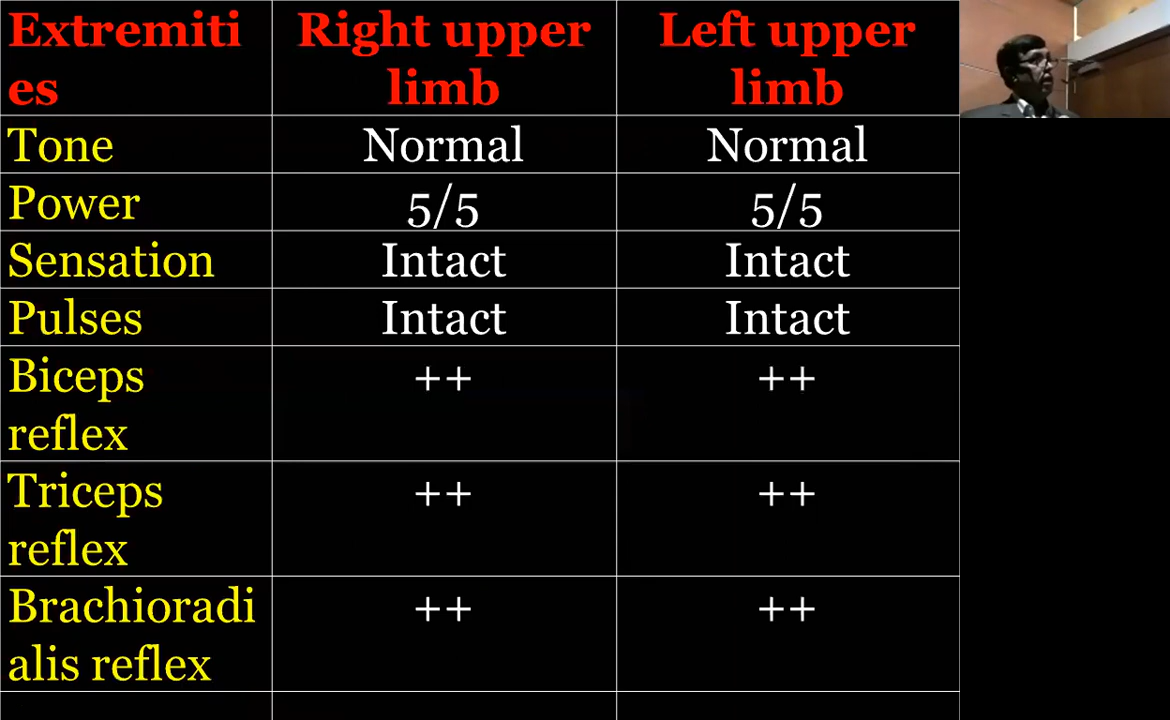 Extremiti Right upper Left upper
es limb limb
Tone Normal Normal
Power 5/5 5/5
Sensation Intact Intact
Pulses Intact Intact
Biceps ++ ++
reflex
Triceps ++ ++
reflex
Brachioradi ++ ++
alis reflex